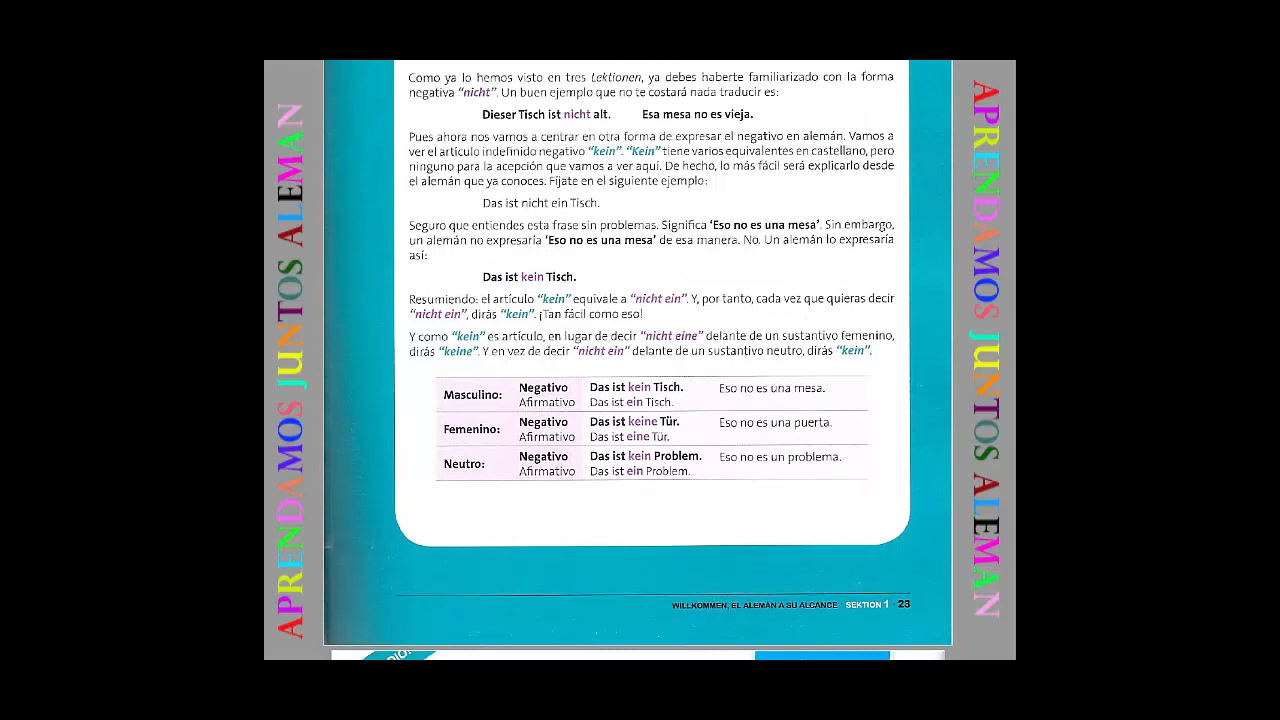 APRENDAMOS JUNTOS ALEMAN
Como ya lo hemos visto en tres Lektionen, ya debes haberte familiarizado con la forma
negativa “nicht”. Un buen ejemplo que no te costará nada traducir es:
Dieser Tisch ist nicht alt. Esa mesa no es vieja.
Pues ahora nos vamos a centrar en otra forma de expresar el negativo en alemán. Vamos a
ver el artículo indefinido negativo “kein”. “Kein” tiene varios equivalentes en castellano, pero
ninguno para la acepción que vamos a ver aquí. De hecho, lo más fácil será explicarlo desde
el alemán que ya conoces. Fíjate en el siguiente ejemplo:
Das ist nicht ein Tisch.
Seguro que entiendes esta frase sin problemas. Significa ‘Eso no es una mesa’. Sin embargo,
un alemán no expresaría ‘Eso no es una mesa’ de esa manera. No. Un alemán lo expresaría
así:
Das ist kein Tisch.
Resumiendo: el artículo “kein” equivale a “nicht ein”. Y, por tanto, cada vez que quieras decir
“nicht ein”, dirás “kein”. ¡Tan fácil como eso!
Y como “kein” es artículo, en lugar de decir “nicht eine” delante de un sustantivo femenino,
dirás “keine”. Y en vez de decir “nicht ein” delante de un sustantivo neutro, dirás “kein”.
Masculino: Negativo Das ist kein Tisch. Eso no es una mesa.
Afirmativo Das ist ein Tisch.
Femenino: Negativo Das ist keine Tür. Eso no es una puerta.
Afirmativo Das ist eine Tür.
Neutro: Negativo Das ist kein Problem. Eso no es un problema.
Afirmativo Das ist ein Problem.
WILLKOMMEN, EL ALEMÁN A SU ALCANCE · SEKTION 1 · 23
APRENDAMOS JUNTOS ALEMAN